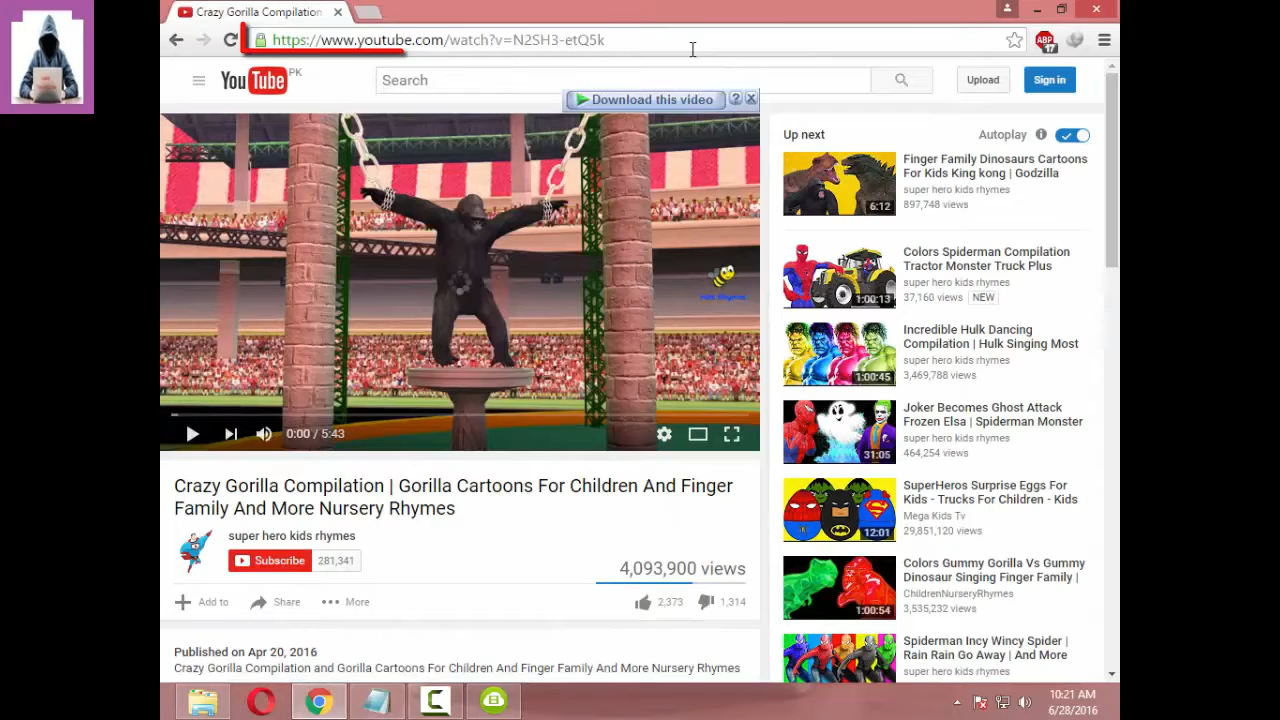 Crazy Gorilla Compilation
https://www.youtube.com/watch?v=N2SH3-etQ5k
ABP
17
YouTube PK
Search
Upload
Sign in
Download this video
?
Up next
Autoplay
Finger Family Dinosaurs Cartoons
For Kids King kong | Godzilla
super hero kids rhymes
897,748 views
6:12
Colors Spiderman Compilation
Tractor Monster Truck Plus
super hero kids rhymes
37,160 views NEW
1:00:13
Incredible Hulk Dancing
Compilation | Hulk Singing Most
super hero kids rhymes
3,469,788 views
1:00:45
Joker Becomes Ghost Attack
Frozen Elsa | Spiderman Monster
super hero kids rhymes
464,254 views
31:05
SuperHeros Surprise Eggs For
Kids - Trucks For Children - Kids
Mega Kids Tv
29,851,120 views
12:01
Colors Gummy Gorilla Vs Gummy
Dinosaur Singing Finger Family |
ChildrenNurseryRhymes
3,535,232 views
1:00:54
Spiderman Incy Wincy Spider |
Rain Rain Go Away | And More
0:00 / 5:43
Crazy Gorilla Compilation | Gorilla Cartoons For Children And Finger
Family And More Nursery Rhymes
super hero kids rhymes
Subscribe 281,341
4,093,900 views
Add to
Share
More
2,373
1,314
Published on Apr 20, 2016
Crazy Gorilla Compilation and Gorilla Cartoons For Children And Finger Family And More Nursery Rhymes
10:21 AM
6/28/2016